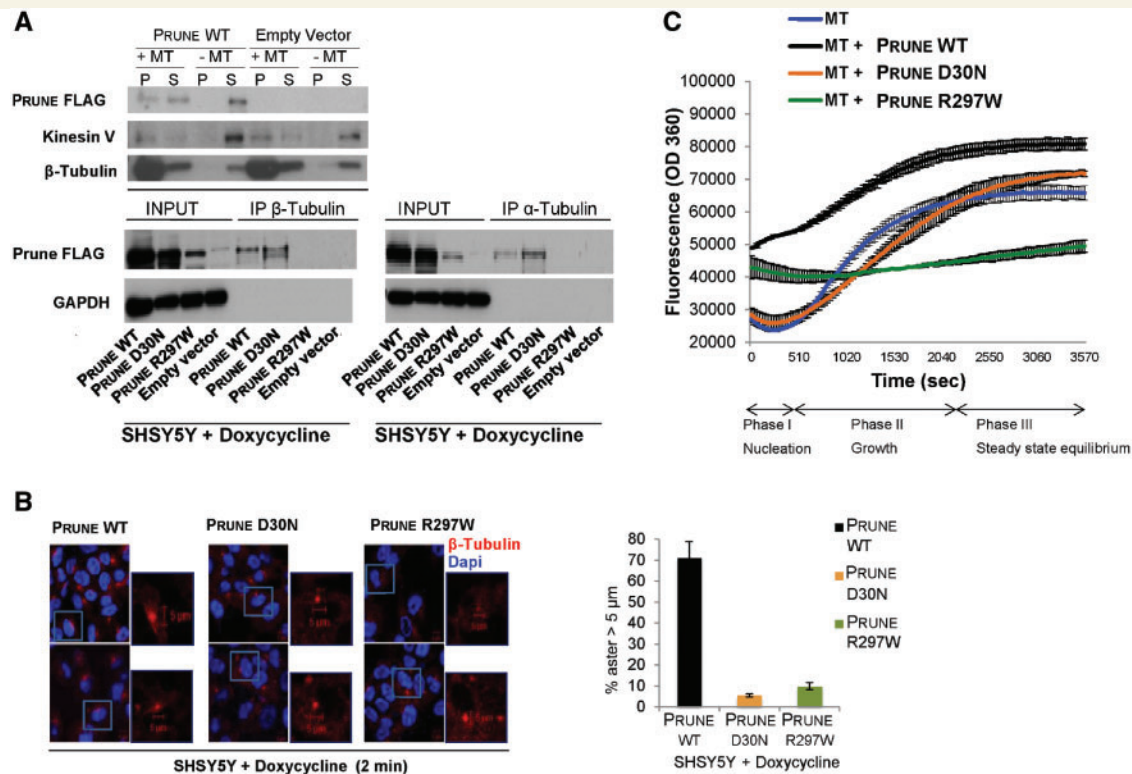 A
PRUNE WT Empty Vector
+ MT - MT + MT - MT
P S P S P S P S
PRUNE FLAG
Kinesin V
β-Tubulin
INPUT IP β-Tubulin
Prune FLAG
GAPDH
PRUNE WT
PRUNE D30N
PRUNE R297W
Empty vector
PRUNE WT
PRUNE D30N
PRUNE R297W
Empty vector
SHSY5Y + Doxycycline
INPUT IP α-Tubulin
PRUNE WT
PRUNE D30N
PRUNE R297W
Empty vector
PRUNE WT
PRUNE D30N
PRUNE R297W
Empty vector
SHSY5Y + Doxycycline
C
MT
MT + PRUNE WT
MT + PRUNE D30N
MT + PRUNE R297W
Fluorescence (OD 360)
100000
90000
80000
70000
60000
50000
40000
30000
20000
0 510 1020 1530 2040 2550 3060 3570
Time (sec)
Phase I Phase II Phase III
Nucleation Growth Steady state equilibrium
B
PRUNE WT PRUNE D30N PRUNE R297W
β-Tubulin
Dapi
5 µm
5 µm
5 µm
SHSY5Y + Doxycycline (2 min)
% aster > 5 µm
80
70
60
50
40
30
20
10
0
PRUNE WT
PRUNE D30N
PRUNE R297W
PRUNE
WT
PRUNE
D30N
PRUNE
R297W
SHSY5Y + Doxycycline